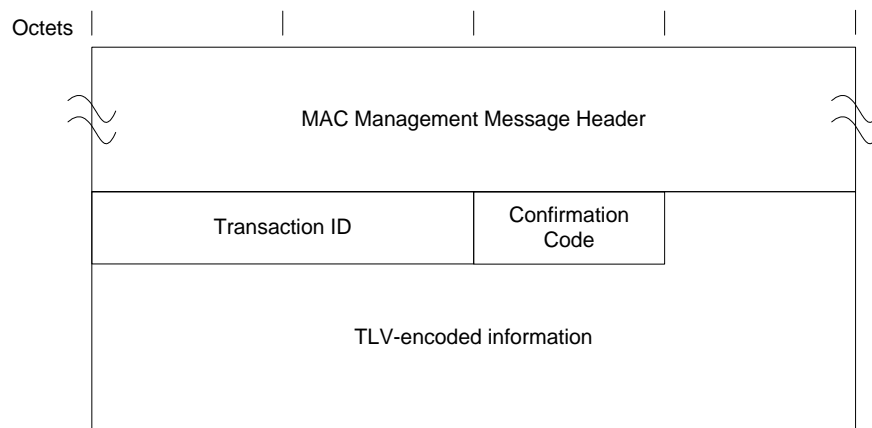 Octets
MAC Management Message Header
Transaction ID
Confirmation
Code
TLV-encoded information